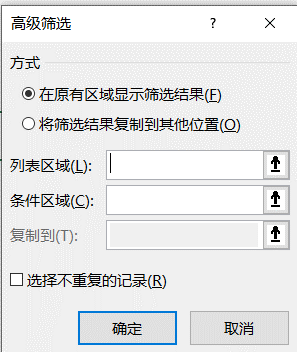 高级筛选
?
方式
在原有区域显示筛选结果(F)
将筛选结果复制到其他位置(O)
列表区域(L):
条件区域(C):
复制到(T):
选择不重复的记录(R)
确定
取消